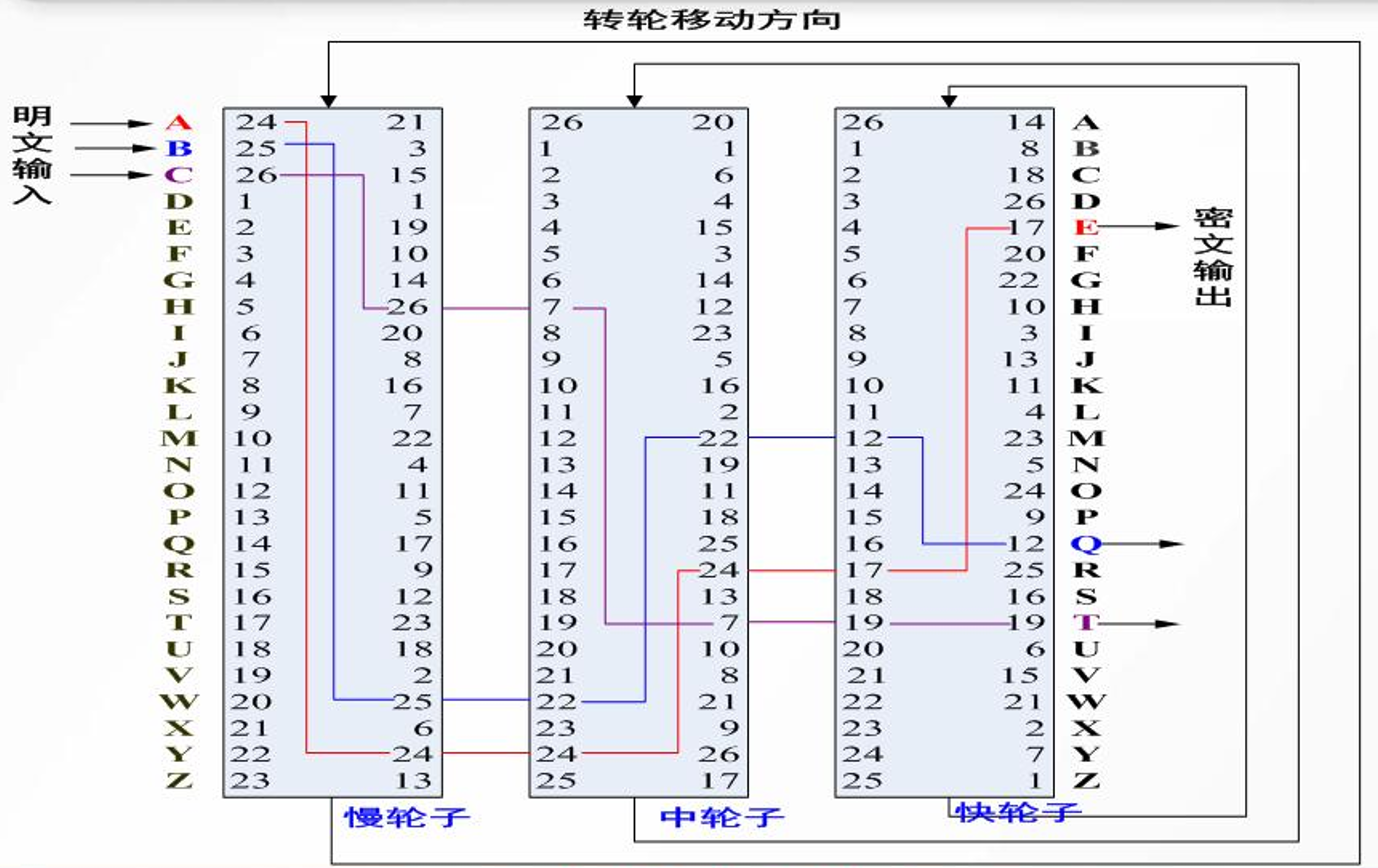 转轮移动方向
明文输入
A 24 21 26 20 26 14 A
B 25 3 1 1 1 8 B
C 26 15 2 6 2 18 C
D 1 1 3 4 3 26 D
E 2 19 4 15 4 17 E
F 3 10 5 3 5 20 F
G 4 14 6 14 6 22 G
H 5 26 7 12 7 10 H
I 6 20 8 23 8 3 I
J 7 8 9 5 9 13 J
K 8 16 10 16 10 11 K
L 9 7 11 2 11 4 L
M 10 22 12 22 12 23 M
N 11 4 13 19 13 5 N
O 12 11 14 11 14 24 O
P 13 5 15 18 15 9 P
Q 14 17 16 25 16 12 Q
R 15 9 17 24 17 25 R
S 16 12 18 13 18 16 S
T 17 23 19 7 19 19 T
U 18 18 20 10 20 6 U
V 19 2 21 8 21 15 V
W 20 25 22 21 22 21 W
X 21 6 23 9 23 2 X
Y 22 24 24 26 24 7 Y
Z 23 13 25 17 25 1 Z
密文输出
慢轮子 中轮子 快轮子